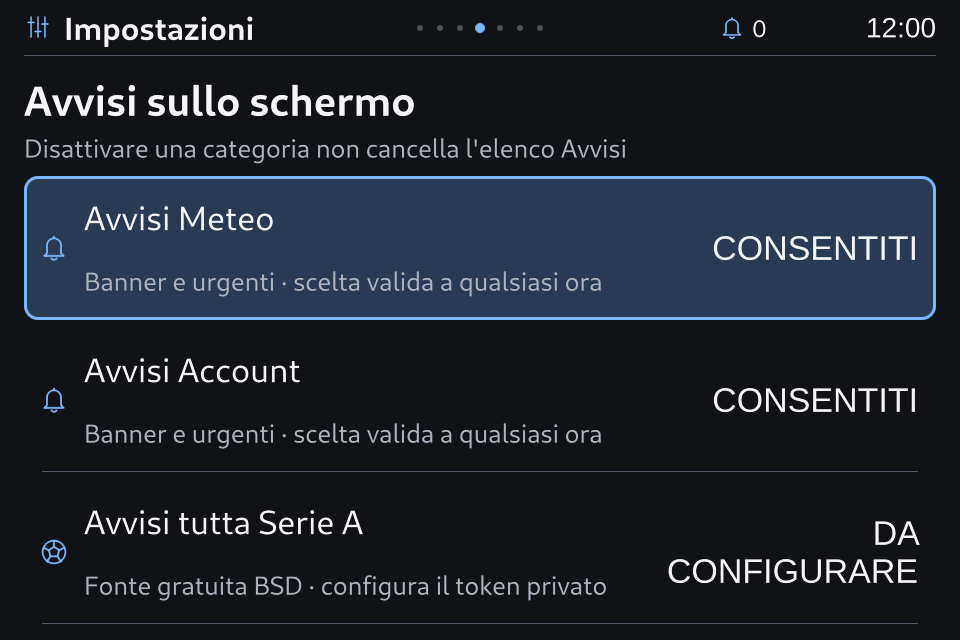 Impostazioni
0
12:00
Avvisi sullo schermo
Disattivare una categoria non cancella l'elenco Avvisi
Avvisi Meteo
CONSENTITI
Banner e urgenti · scelta valida a qualsiasi ora
Avvisi Account
CONSENTITI
Banner e urgenti · scelta valida a qualsiasi ora
Avvisi tutta Serie A
DA
CONFIGURARE
Fonte gratuita BSD · configura il token privato